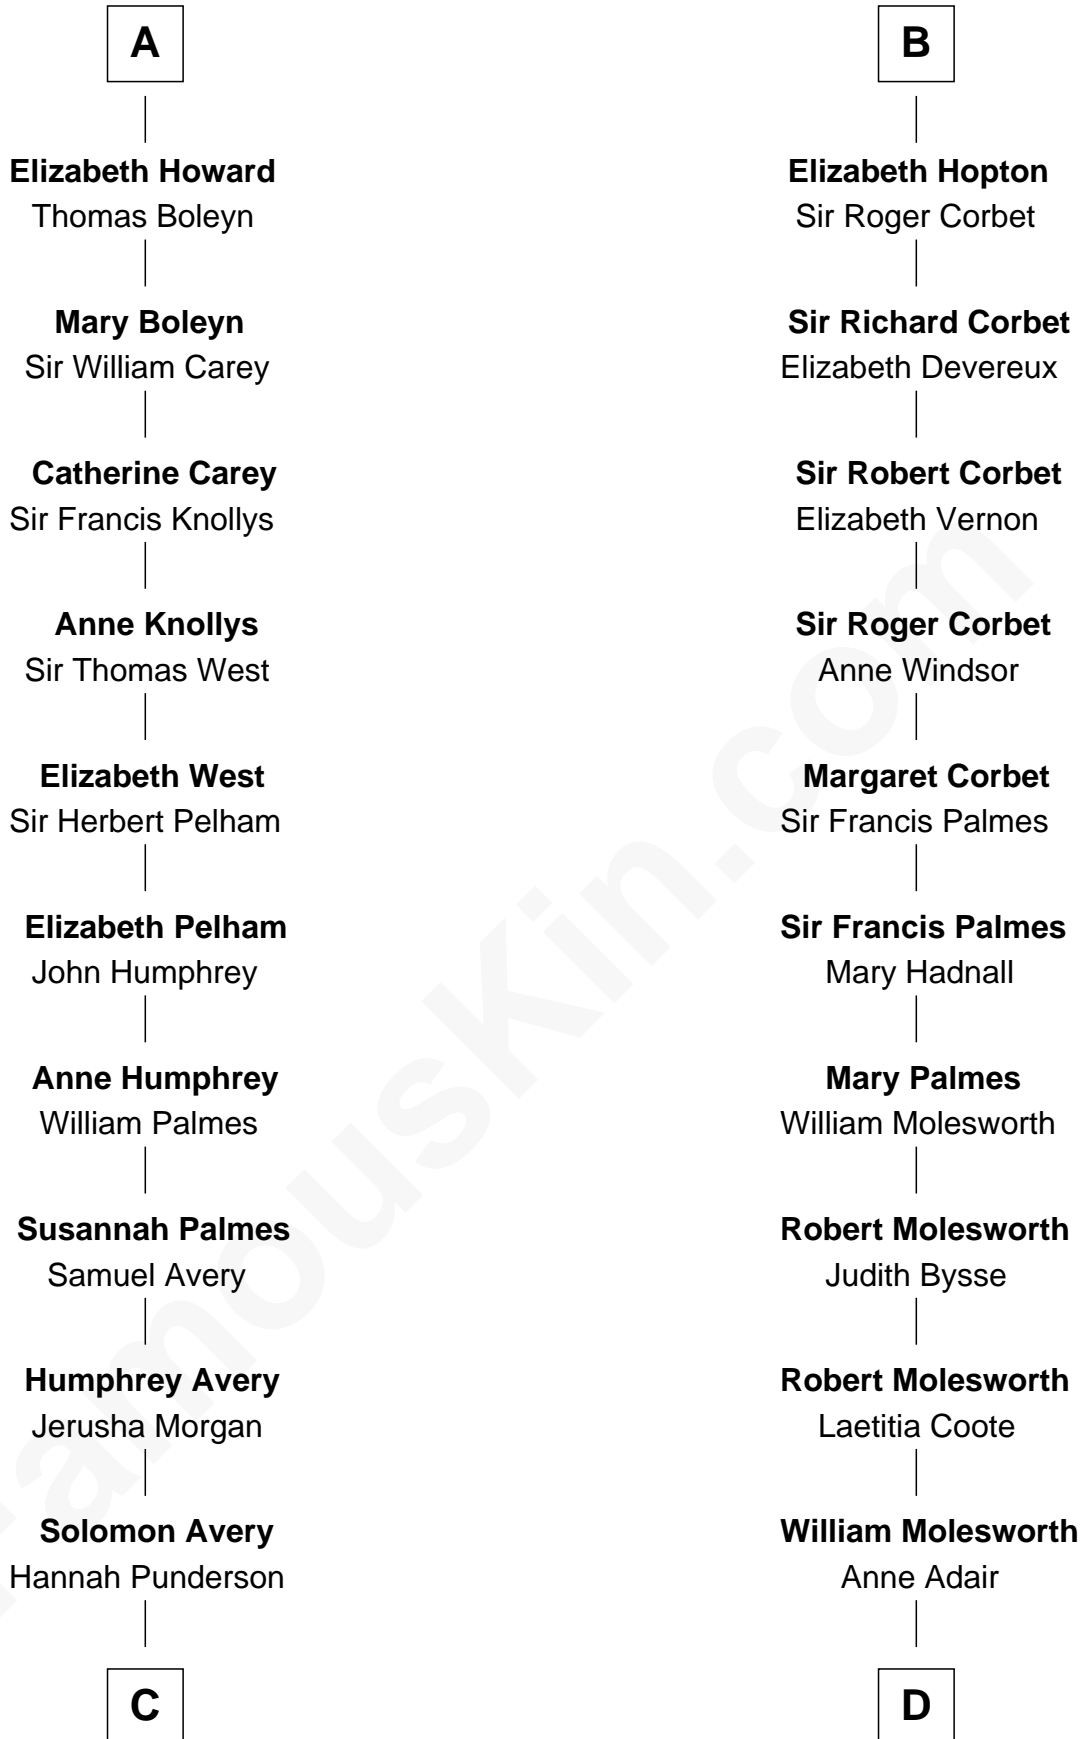 A
Elizabeth Howard
Thomas Boleyn
Mary Boleyn
Sir William Carey
Catherine Carey
Sir Francis Knollys
Anne Knollys
Sir Thomas West
Elizabeth West
Sir Herbert Pelham
Elizabeth Pelham
John Humphrey
Anne Humphrey
William Palmes
Susannah Palmes
Samuel Avery
Humphrey Avery
Jerusha Morgan
Solomon Avery
Hannah Punderson
C
B
Elizabeth Hopton
Sir Roger Corbet
Sir Richard Corbet
Elizabeth Devereux
Sir Robert Corbet
Elizabeth Vernon
Sir Roger Corbet
Anne Windsor
Margaret Corbet
Sir Francis Palmes
Sir Francis Palmes
Mary Hadnall
Mary Palmes
William Molesworth
Robert Molesworth
Judith Bysse
Robert Molesworth
Laetitia Coote
William Molesworth
Anne Adair
D
FamousKin.com